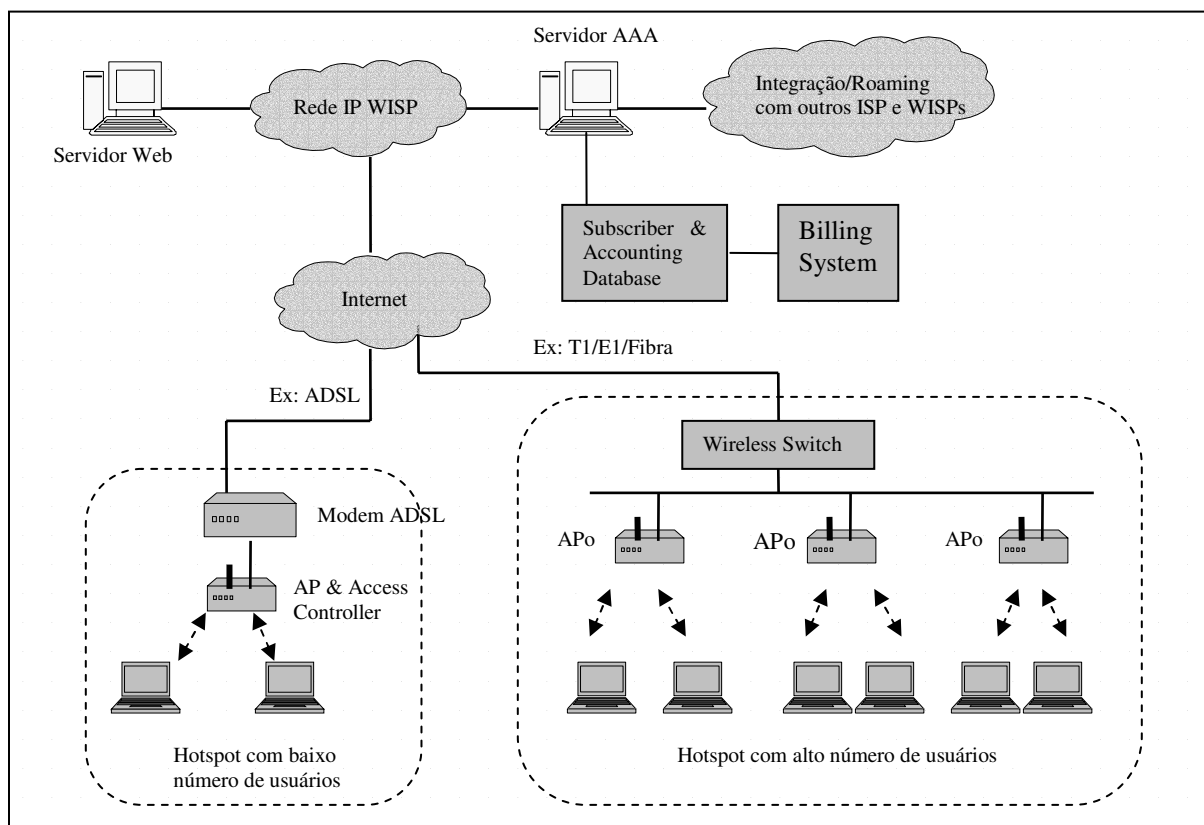 Servidor AAA
Integração/Roaming
com outros ISP e WISPs
Rede IP WISP
Servidor Web
Subscriber &
Accounting
Database
Billing
System
Internet
Ex: T1/E1/Fibra
Ex: ADSL
Wireless Switch
Modem ADSL
APo
APo
APo
AP & Access
Controller
Hotspot com baixo
número de usuários
Hotspot com alto número de usuários